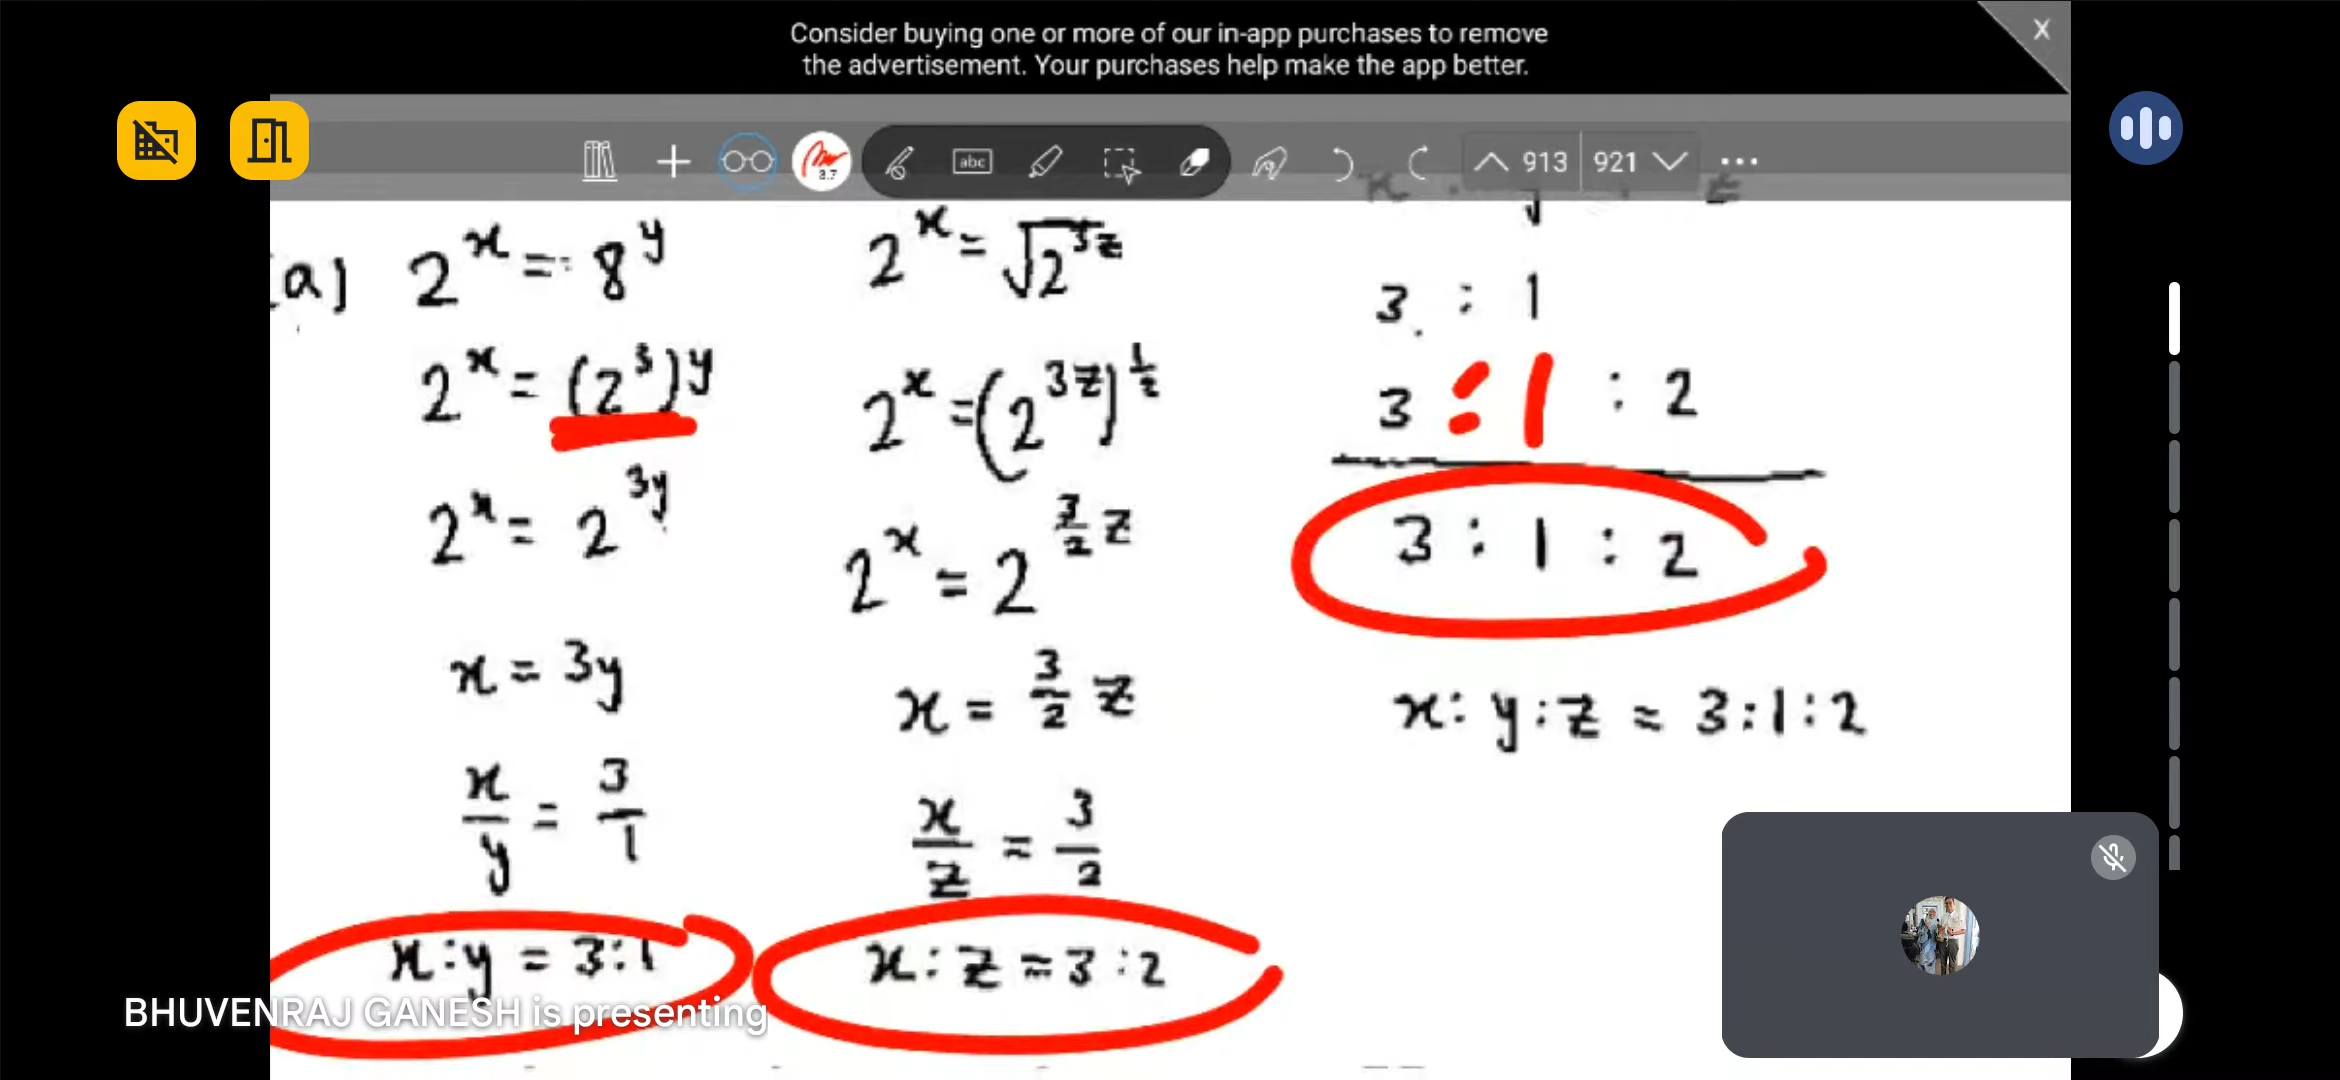 Consider buying one or more of our in-app purchases to remove
the advertisement. Your purchases help make the app better.
X
3.7
abc
913
921
x : y : z
(a) 2^x = 8^y
2^x = (2^3)^y
2^x = 2^{3y}
x = 3y
x/y = 3/1
x:y = 3:1
2^x = √2^{3z}
2^x = (2^{3z})^{1/2}
2^x = 2^{3/2 z}
x = 3/2 z
x/z = 3/2
x:z = 3:2
3 : 1
3 : 1 : 2
3 : 1 : 2
x:y:z = 3:1:2
BHUVENRAJ GANESH is presenting